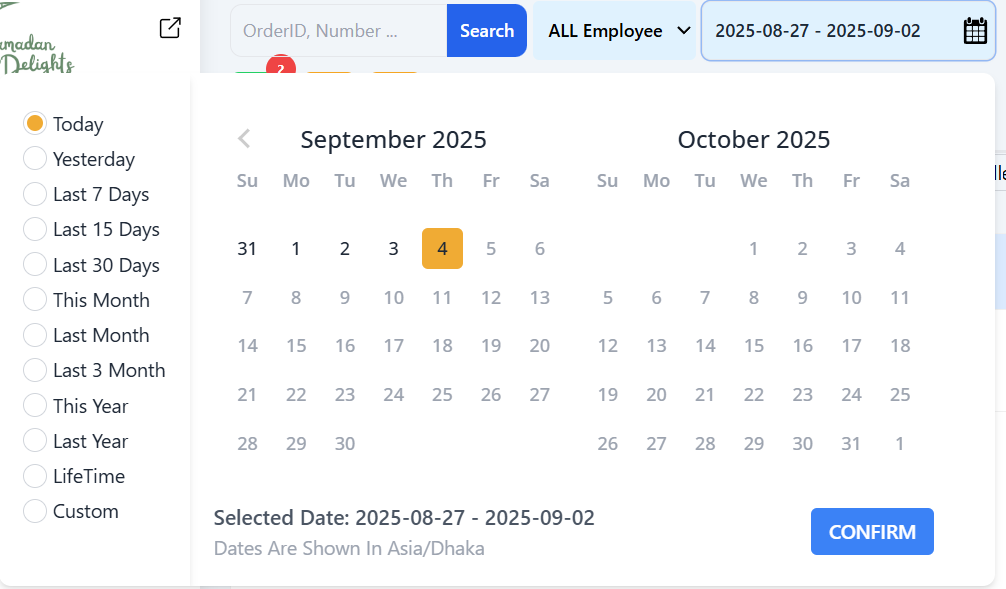 OrderID, Number ...
Search
ALL Employee
2025-08-27 - 2025-09-02
Delights
2
Today
Yesterday
Last 7 Days
Last 15 Days
Last 30 Days
This Month
Last Month
Last 3 Month
This Year
Last Year
LifeTime
Custom
September 2025
Su Mo Tu We Th Fr Sa
31 1 2 3 4 5 6
7 8 9 10 11 12 13
14 15 16 17 18 19 20
21 22 23 24 25 26 27
28 29 30
October 2025
Su Mo Tu We Th Fr Sa
1 2 3 4
5 6 7 8 9 10 11
12 13 14 15 16 17 18
19 20 21 22 23 24 25
26 27 28 29 30 31 1
Selected Date: 2025-08-27 - 2025-09-02
Dates Are Shown In Asia/Dhaka
CONFIRM